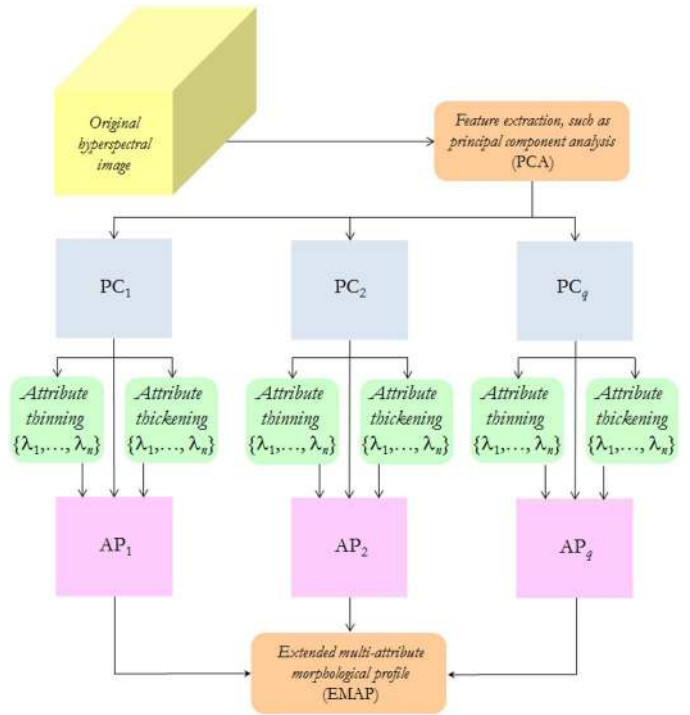 Original
hyperspectral
image
Feature extraction, such as
principal component analysis
(PCA)
PC₁
PC₂
PC_q
Attribute
thinning
{λ₁,..., λₙ}
Attribute
thickening
{λ₁,..., λₙ}
Attribute
thinning
{λ₁,..., λₙ}
Attribute
thickening
{λ₁,..., λₙ}
Attribute
thinning
{λ₁,..., λₙ}
Attribute
thickening
{λ₁,..., λₙ}
AP₁
AP₂
AP_q
Extended multi-attribute
morphological profile
(EMAP)